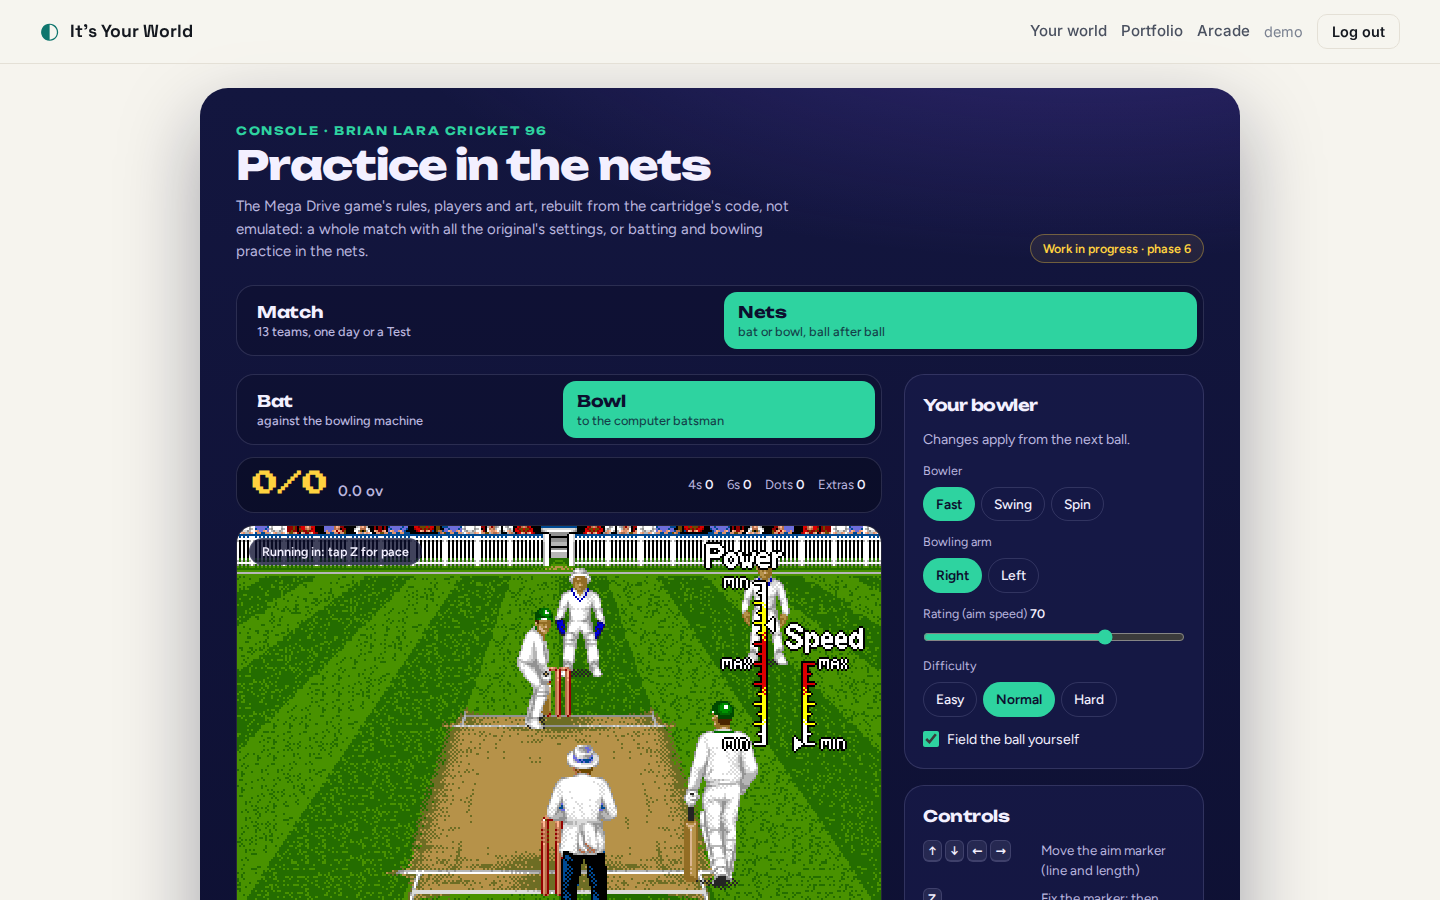 It's Your World
Your world Portfolio Arcade demo Log out
CONSOLE · BRIAN LARA CRICKET 96
Practice in the nets
The Mega Drive game's rules, players and art, rebuilt from the cartridge's code, not
emulated: a whole match with all the original's settings, or batting and bowling
practice in the nets.
Work in progress · phase 6
Match
13 teams, one day or a Test
Nets
bat or bowl, ball after ball
Bat
against the bowling machine
Bowl
to the computer batsman
0/0 0.0 ov 4s 0 6s 0 Dots 0 Extras 0
Running in: tap Z for pace
Power
MIN
MAX
MIN
Speed
MAX
MIN
Your bowler
Changes apply from the next ball.
Bowler
Fast Swing Spin
Bowling arm
Right Left
Rating (aim speed) 70
Difficulty
Easy Normal Hard
Field the ball yourself
Controls
↑ ↓ ← → Move the aim marker
(line and length)
Z Fix the marker; then